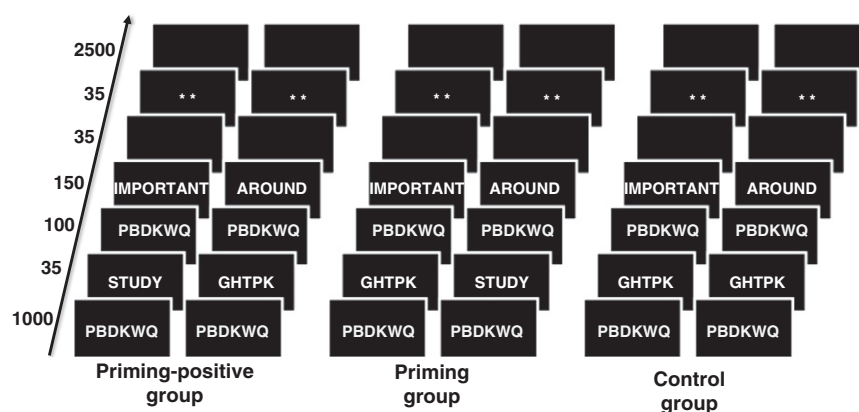 2500
* *
* *
* *
* *
* *
* *
35
35
150
IMPORTANT
AROUND
IMPORTANT
AROUND
IMPORTANT
AROUND
100
PBDKWQ
PBDKWQ
PBDKWQ
PBDKWQ
PBDKWQ
PBDKWQ
35
STUDY
GHTPK
GHTPK
STUDY
GHTPK
GHTPK
1000
PBDKWQ
PBDKWQ
PBDKWQ
PBDKWQ
PBDKWQ
PBDKWQ
Priming-positive
group
Priming
group
Control
group